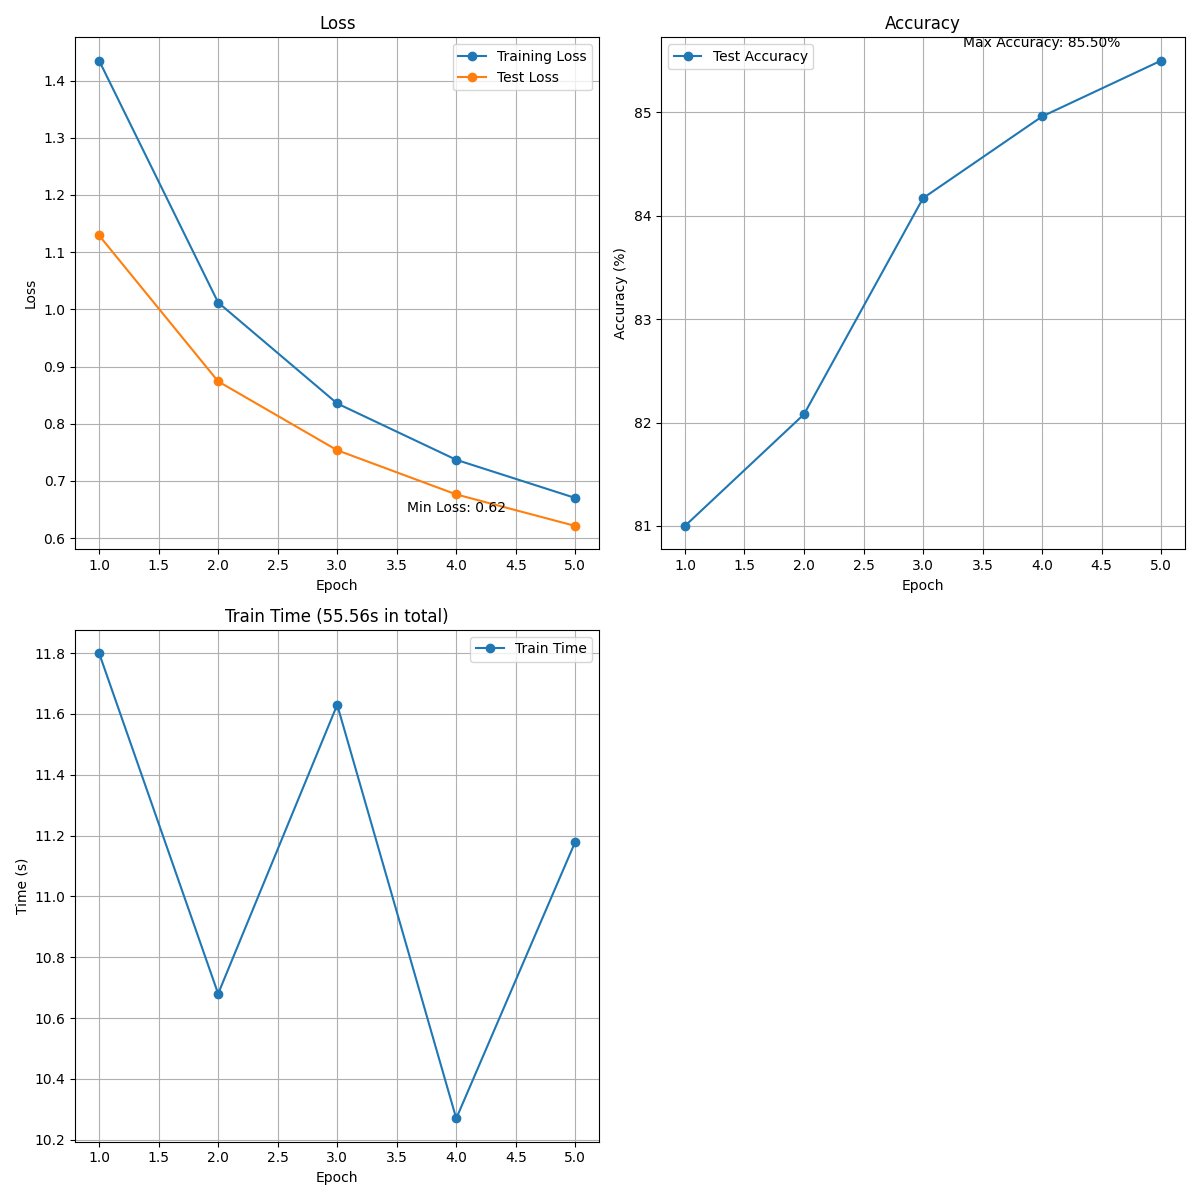 Loss
Training Loss
Test Loss
1.4
1.3
1.2
1.1
1.0
0.9
0.8
0.7
0.6
Loss
Min Loss: 0.62
1.0 1.5 2.0 2.5 3.0 3.5 4.0 4.5 5.0
Epoch
Accuracy
Max Accuracy: 85.50%
Test Accuracy
85
84
83
82
81
Accuracy (%)
1.0 1.5 2.0 2.5 3.0 3.5 4.0 4.5 5.0
Epoch
Train Time (55.56s in total)
Train Time
11.8
11.6
11.4
11.2
11.0
10.8
10.6
10.4
10.2
Time (s)
1.0 1.5 2.0 2.5 3.0 3.5 4.0 4.5 5.0
Epoch